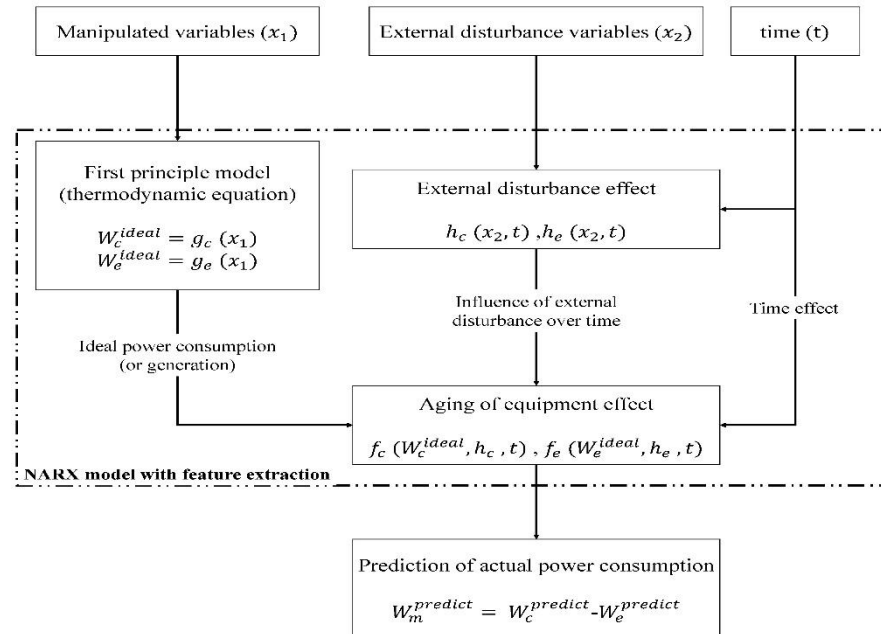 Manipulated variables (x₁)
External disturbance variables (x₂)
time (t)
First principle model
(thermodynamic equation)
W_c^{ideal} = g_c (x₁)
W_e^{ideal} = g_e (x₁)
External disturbance effect
h_c (x₂, t) , h_e (x₂, t)
Influence of external
disturbance over time
Time effect
Ideal power consumption
(or generation)
Aging of equipment effect
f_c (W_c^{ideal}, h_c , t) , f_e (W_e^{ideal}, h_e , t)
NARX model with feature extraction
Prediction of actual power consumption
W_m^{predict} = W_c^{predict}-W_e^{predict}